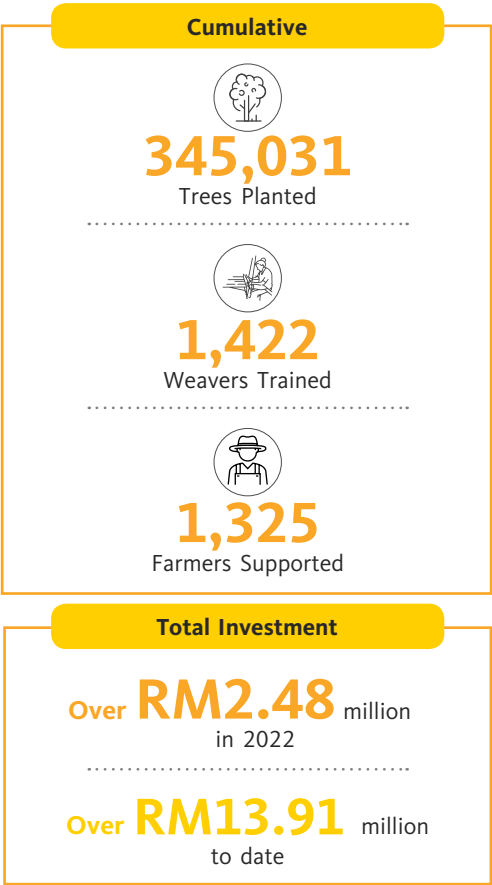 Cumulative
345,031
Trees Planted
1,422
Weavers Trained
1,325
Farmers Supported
Total Investment
Over RM2.48 million
in 2022
Over RM13.91 million
to date